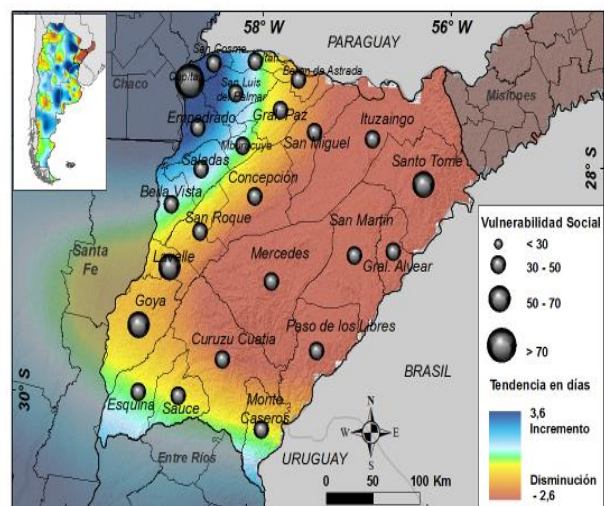 58° W
56° W
PARAGUAY
Chaco
Misiones
San Cosme
Itatí
Capital
Berón de Astrada
San Luis
del Palmar
Gral. Paz
Empedrado
San Miguel
Ituzaingo
Mburucuya
Saladas
Santo Tomé
28° S
Concepción
Bella Vista
San Roque
San Martín
Santa
Fe
Lavalle
Mercedes
Gral. Alvear
Goya
Curuzu Cuatia
Paso de los Libres
BRASIL
30° S
Esquina
Sauce
Monte
Caseros
Entre Ríos
URUGUAY
N
W
E
S
0 50 100 Km
Vulnerabilidad Social
< 30
30 - 50
50 - 70
> 70
Tendencia en días
3,6
Incremento
Disminución
- 2,6